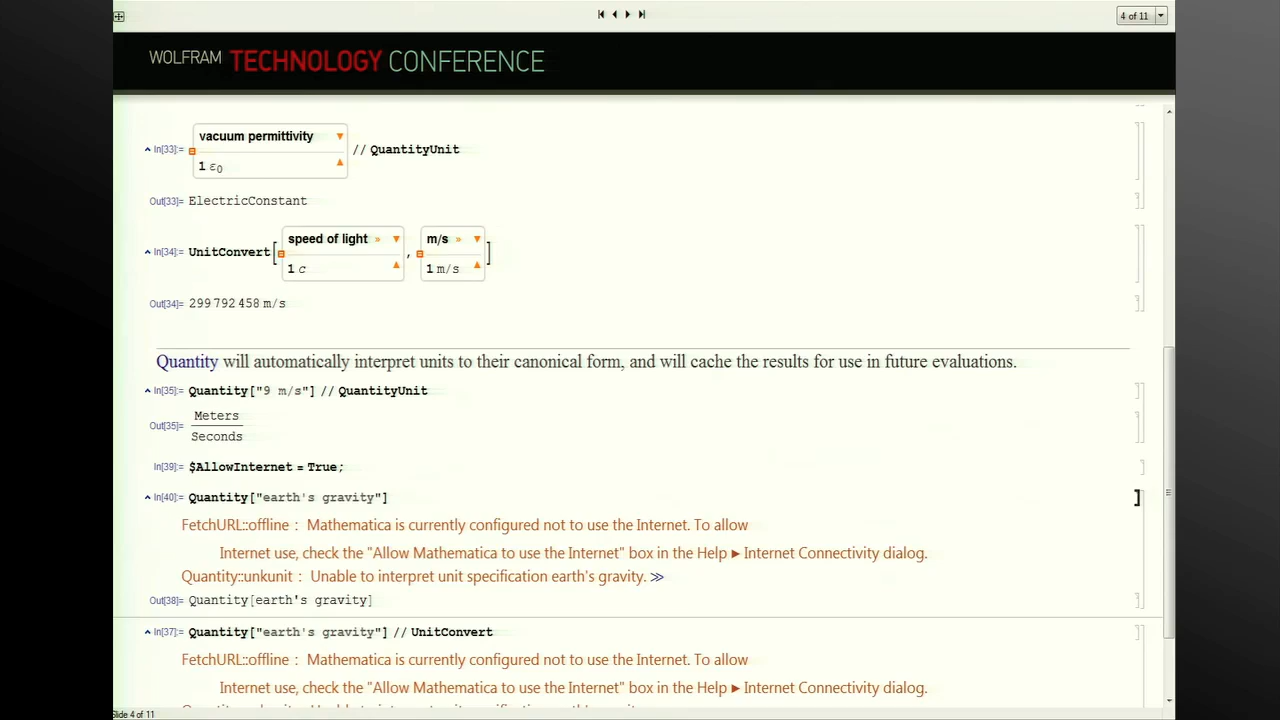 4 of 11
WOLFRAM TECHNOLOGY CONFERENCE
vacuum permittivity
In[33]:= // QuantityUnit
1 ε0
Out[33]= ElectricConstant
speed of light » m/s »
In[34]:= UnitConvert[ , ]
1 c 1 m/s
Out[34]= 299 792 458 m/s
Quantity will automatically interpret units to their canonical form, and will cache the results for use in future evaluations.
In[35]:= Quantity["9 m/s"] // QuantityUnit
Meters
Out[35]=
Seconds
In[39]:= $AllowInternet = True;
In[40]:= Quantity["earth's gravity"]
FetchURL::offline : Mathematica is currently configured not to use the Internet. To allow
Internet use, check the "Allow Mathematica to use the Internet" box in the Help ▶ Internet Connectivity dialog.
Quantity::unkunit : Unable to interpret unit specification earth's gravity. ≫
Out[38]= Quantity[earth's gravity]
In[37]:= Quantity["earth's gravity"] // UnitConvert
FetchURL::offline : Mathematica is currently configured not to use the Internet. To allow
Internet use, check the "Allow Mathematica to use the Internet" box in the Help ▶ Internet Connectivity dialog.
Slide 4 of 11